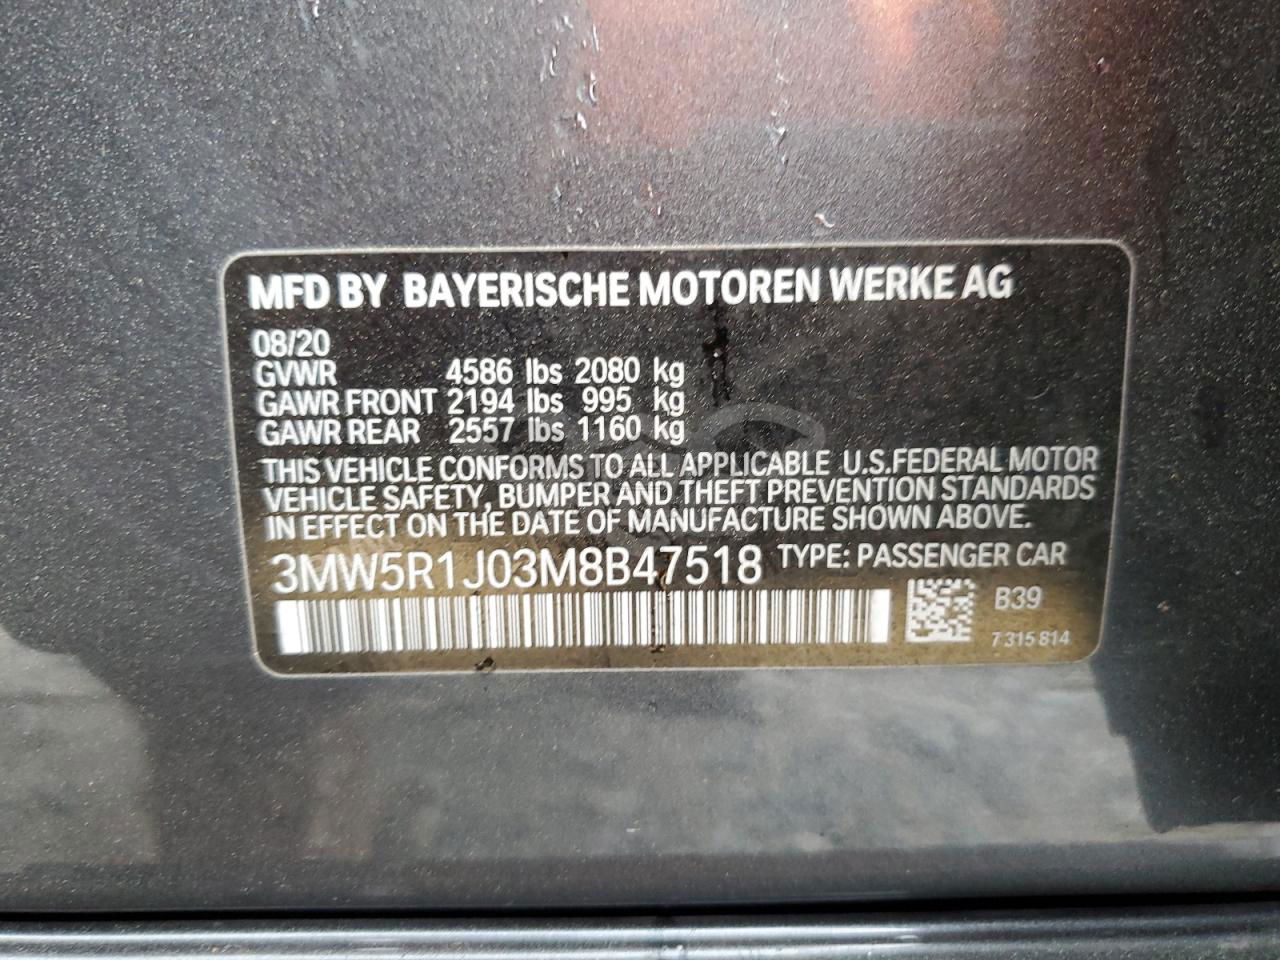 MFD BY BAYERISCHE MOTOREN WERKE AG
08/20
GVWR 4586 lbs 2080 kg
GAWR FRONT 2194 lbs 995 kg
GAWR REAR 2557 lbs 1160 kg
THIS VEHICLE CONFORMS TO ALL APPLICABLE U.S.FEDERAL MOTOR
VEHICLE SAFETY, BUMPER AND THEFT PREVENTION STANDARDS
IN EFFECT ON THE DATE OF MANUFACTURE SHOWN ABOVE.
3MW5R1J03M8B47518 TYPE: PASSENGER CAR
B39
7 315 814